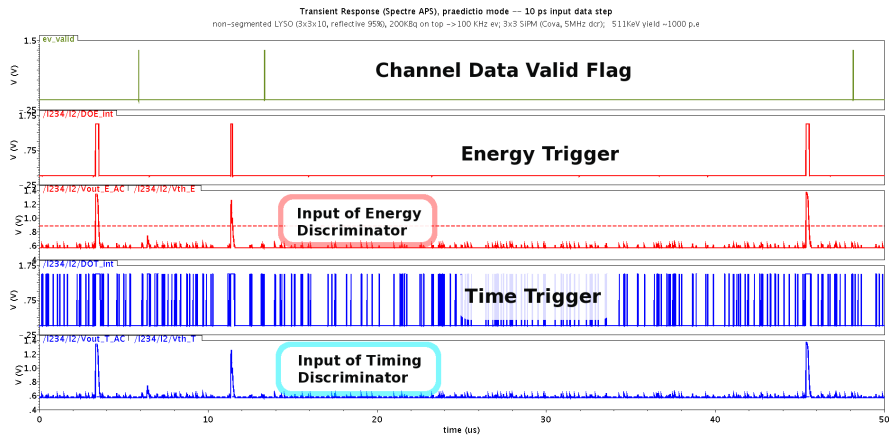 Transient Response (Spectre APS), praedictio mode -- 10 ps input data step
non-segmented LYSO (3x3x10, reflective 95%), 200KBq on top ->100 KHz ev; 3x3 SIPM (Cova, 5MHz dcr); 511KeV yield ~1000 p.e
ev_valid
1.5
V (V)
-.25
Channel Data Valid Flag
/I234/I2/DOE_int
1.75
.75
V (V)
-.25
Energy Trigger
/I234/I2/Vout_E_AC /I234/I2/Vth_E
1.4
1.2
1.0
.8
.6
.4
V (V)
Input of Energy
Discriminator
/I234/I2/DOT_int
1.75
.75
V (V)
-.25
Time Trigger
/I234/I2/Vout_T_AC /I234/I2/Vth_T
1.4
1.2
1.0
.8
.6
.4
V (V)
Input of Timing
Discriminator
0 10 20 30 40 50
time (us)